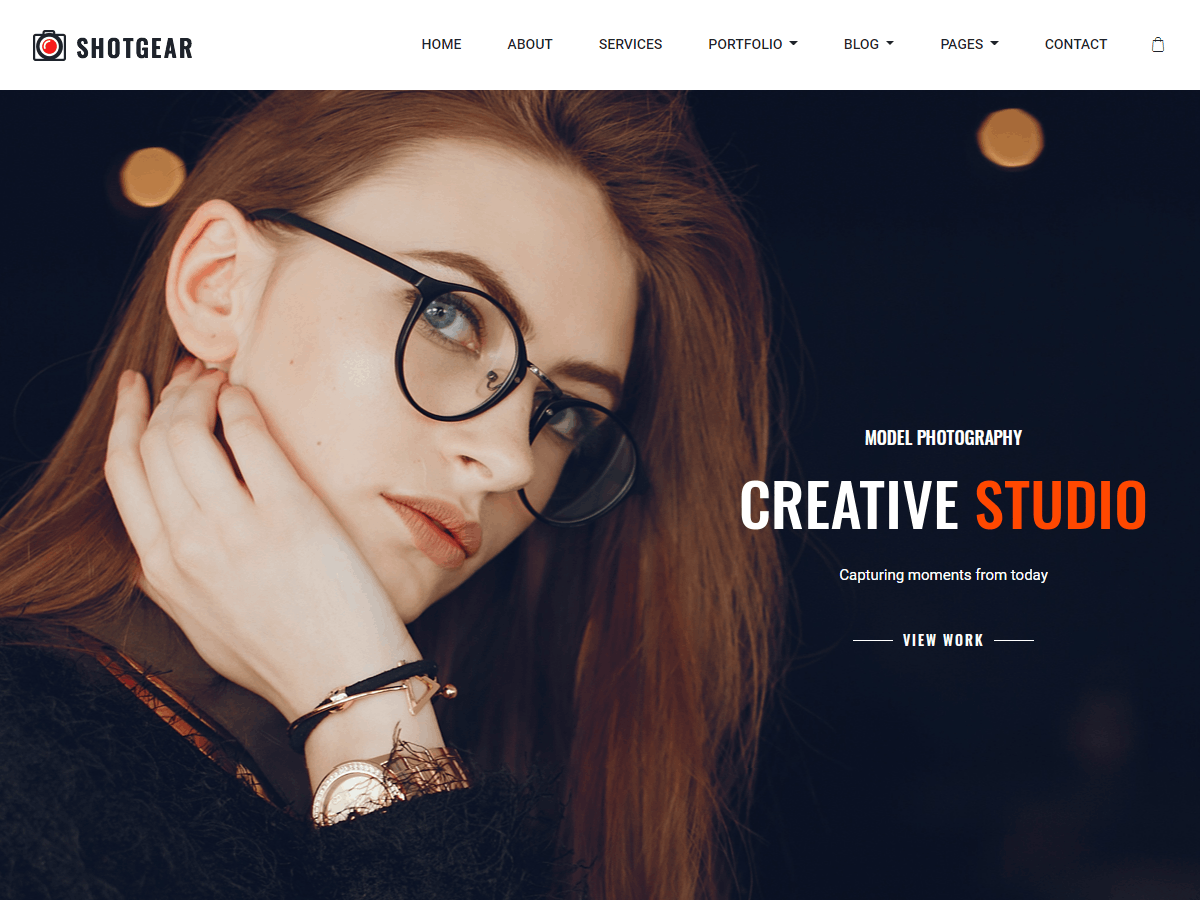 SHOTGEAR
HOME ABOUT SERVICES PORTFOLIO BLOG PAGES CONTACT
MODEL PHOTOGRAPHY
CREATIVE STUDIO
Capturing moments from today
VIEW WORK